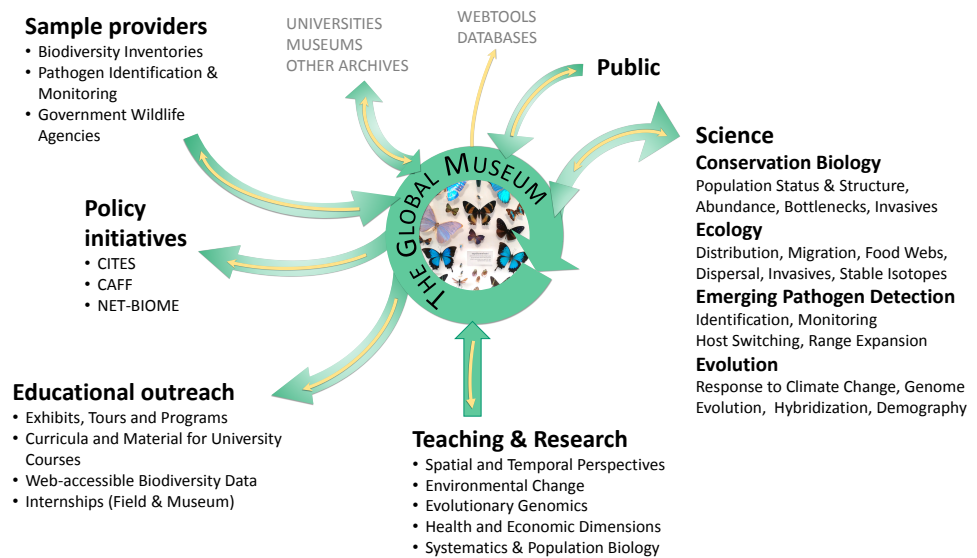 Sample providers
• Biodiversity Inventories
• Pathogen Identification &
Monitoring
• Government Wildlife
Agencies
UNIVERSITIES
MUSEUMS
OTHER ARCHIVES
WEBTOOLS
DATABASES
Public
THE GLOBAL MUSEUM
Science
Conservation Biology
Population Status & Structure,
Abundance, Bottlenecks, Invasives
Ecology
Distribution, Migration, Food Webs,
Dispersal, Invasives, Stable Isotopes
Emerging Pathogen Detection
Identification, Monitoring
Host Switching, Range Expansion
Evolution
Response to Climate Change, Genome
Evolution, Hybridization, Demography
Policy
initiatives
• CITES
• CAFF
• NET-BIOME
Educational outreach
• Exhibits, Tours and Programs
• Curricula and Material for University
Courses
• Web-accessible Biodiversity Data
• Internships (Field & Museum)
Teaching & Research
• Spatial and Temporal Perspectives
• Environmental Change
• Evolutionary Genomics
• Health and Economic Dimensions
• Systematics & Population Biology